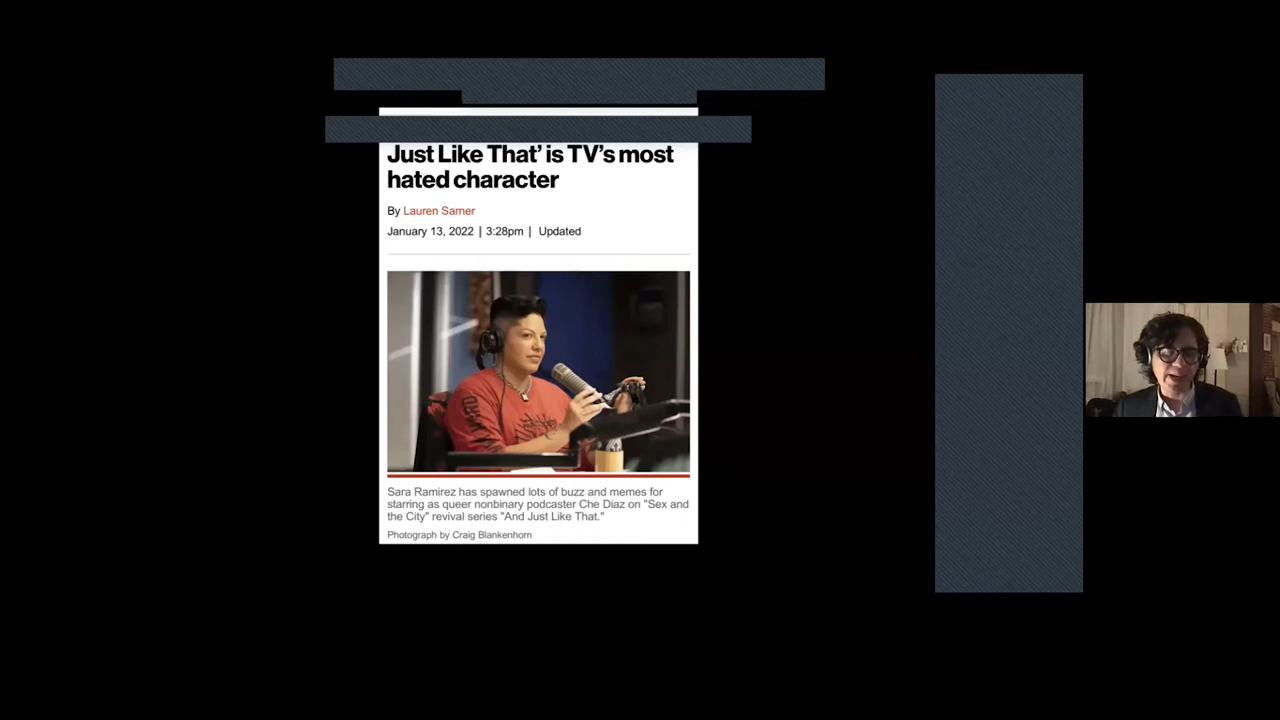 Just Like That’ is TV’s most
hated character
By Lauren Sarner
January 13, 2022 | 3:28pm | Updated
Sara Ramirez has spawned lots of buzz and memes for
starring as queer nonbinary podcaster Che Diaz on "Sex and
the City" revival series "And Just Like That."
Photograph by Craig Blankenhorn